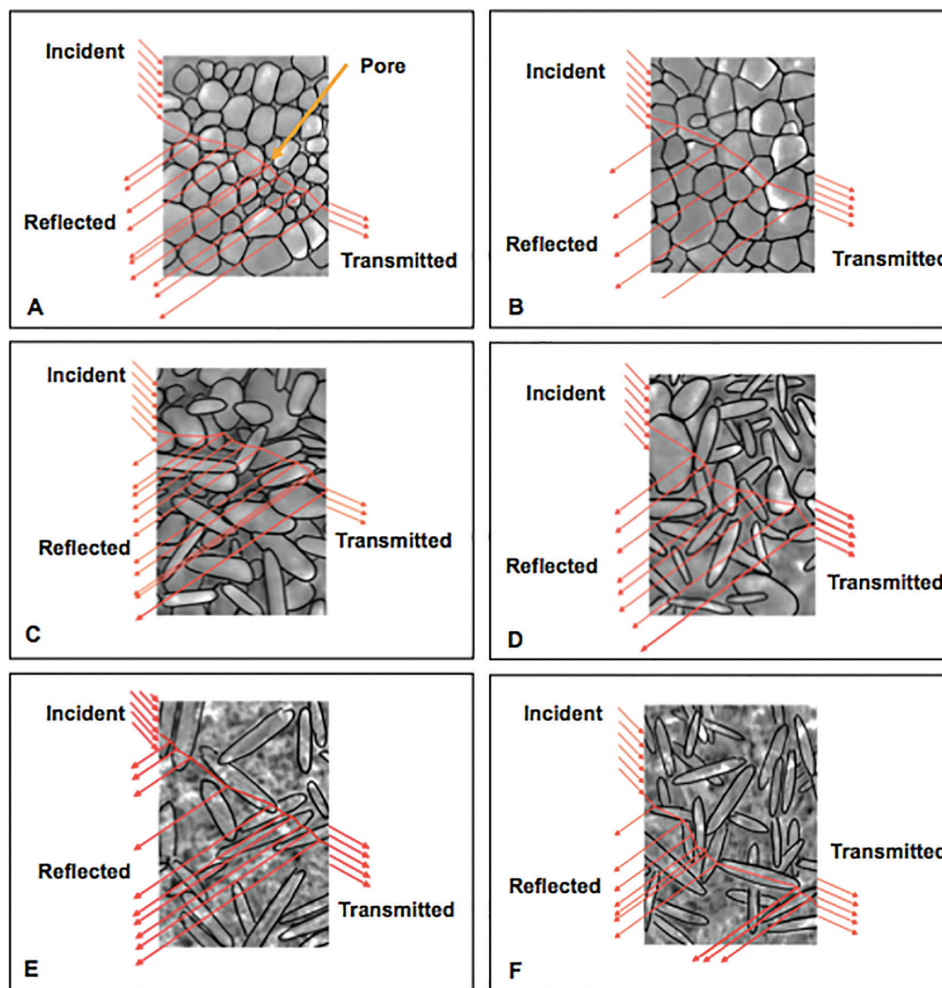 Incident
Pore
Reflected
Transmitted
A
Incident
Reflected
Transmitted
B
Incident
Reflected
Transmitted
C
Incident
Reflected
Transmitted
D
Incident
Reflected
Transmitted
E
Incident
Transmitted
Reflected
F